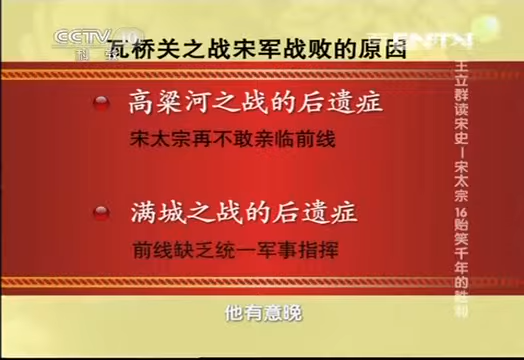 CCTV 10
科教
瓦桥关之战宋军战败的原因
高粱河之战的后遗症
宋太宗再不敢亲临前线
满城之战的后遗症
前线缺乏统一军事指挥
王立群读宋史—宋太宗 16贻笑千年的胜利
他有意晚